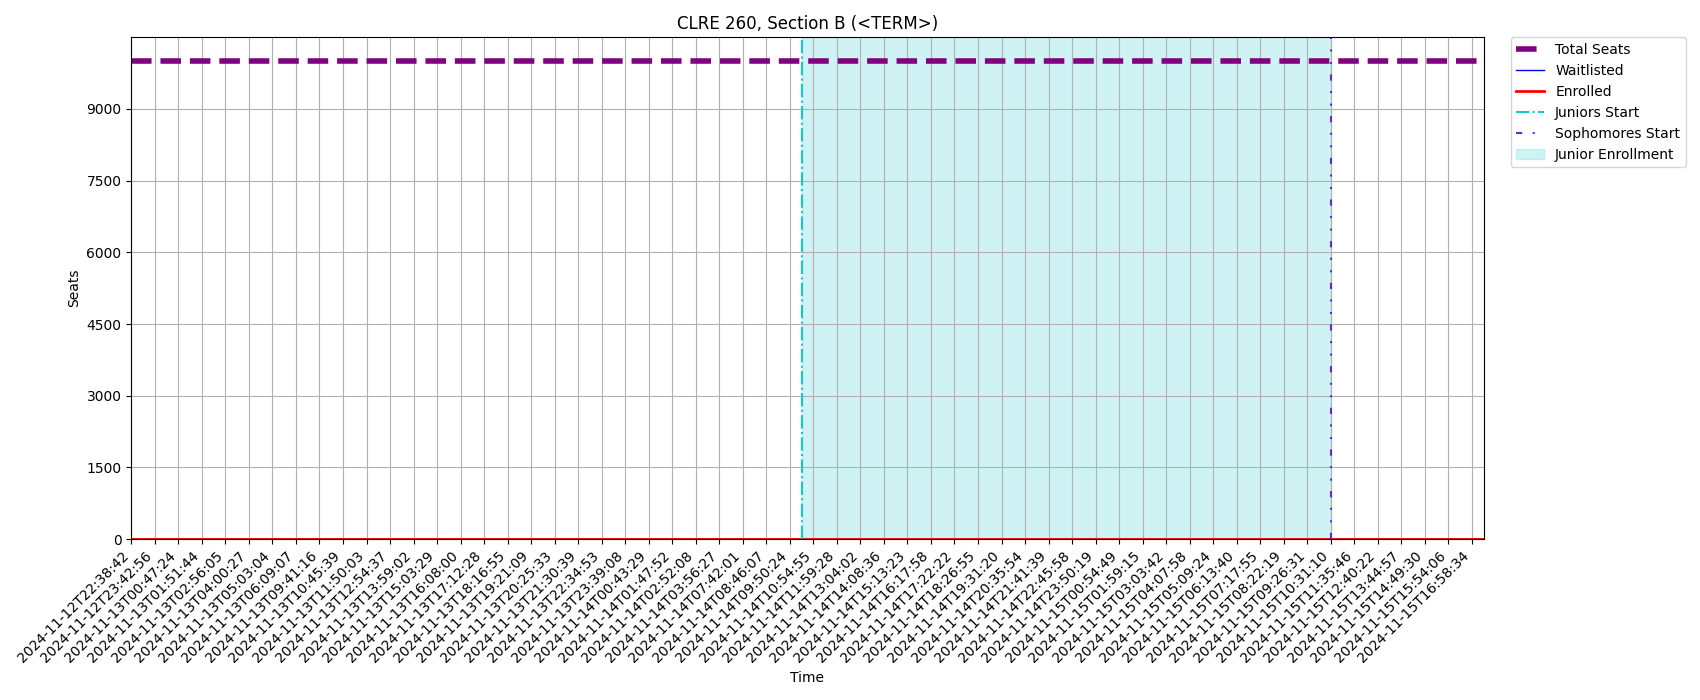 CLRE 260, Section B (<TERM>)
Total Seats
Waitlisted
Enrolled
Juniors Start
Sophomores Start
Junior Enrollment
Seats
9000
7500
6000
4500
3000
1500
0
2024-11-12T22:38:42
2024-11-12T23:42:56
2024-11-13T00:47:24
2024-11-13T01:51:44
2024-11-13T02:56:05
2024-11-13T04:00:27
2024-11-13T05:03:04
2024-11-13T06:09:07
2024-11-13T09:41:16
2024-11-13T10:45:39
2024-11-13T11:50:03
2024-11-13T12:54:37
2024-11-13T13:59:02
2024-11-13T15:03:29
2024-11-13T16:08:00
2024-11-13T17:12:28
2024-11-13T18:16:55
2024-11-13T19:21:09
2024-11-13T20:25:33
2024-11-13T21:30:39
2024-11-13T22:34:53
2024-11-13T23:39:08
2024-11-14T00:43:29
2024-11-14T01:47:52
2024-11-14T02:52:08
2024-11-14T03:56:27
2024-11-14T07:42:01
2024-11-14T08:46:07
2024-11-14T09:50:24
2024-11-14T10:54:55
2024-11-14T11:59:28
2024-11-14T13:04:02
2024-11-14T14:08:36
2024-11-14T15:13:23
2024-11-14T16:17:58
2024-11-14T17:22:22
2024-11-14T18:26:55
2024-11-14T19:31:20
2024-11-14T20:35:54
2024-11-14T21:41:39
2024-11-14T22:45:58
2024-11-14T23:50:19
2024-11-15T00:54:49
2024-11-15T01:59:15
2024-11-15T03:03:42
2024-11-15T04:07:58
2024-11-15T05:09:24
2024-11-15T06:13:40
2024-11-15T07:17:55
2024-11-15T08:22:19
2024-11-15T09:26:31
2024-11-15T10:31:10
2024-11-15T11:35:46
2024-11-15T12:40:22
2024-11-15T13:44:57
2024-11-15T14:49:30
2024-11-15T15:54:06
2024-11-15T16:58:34
Time